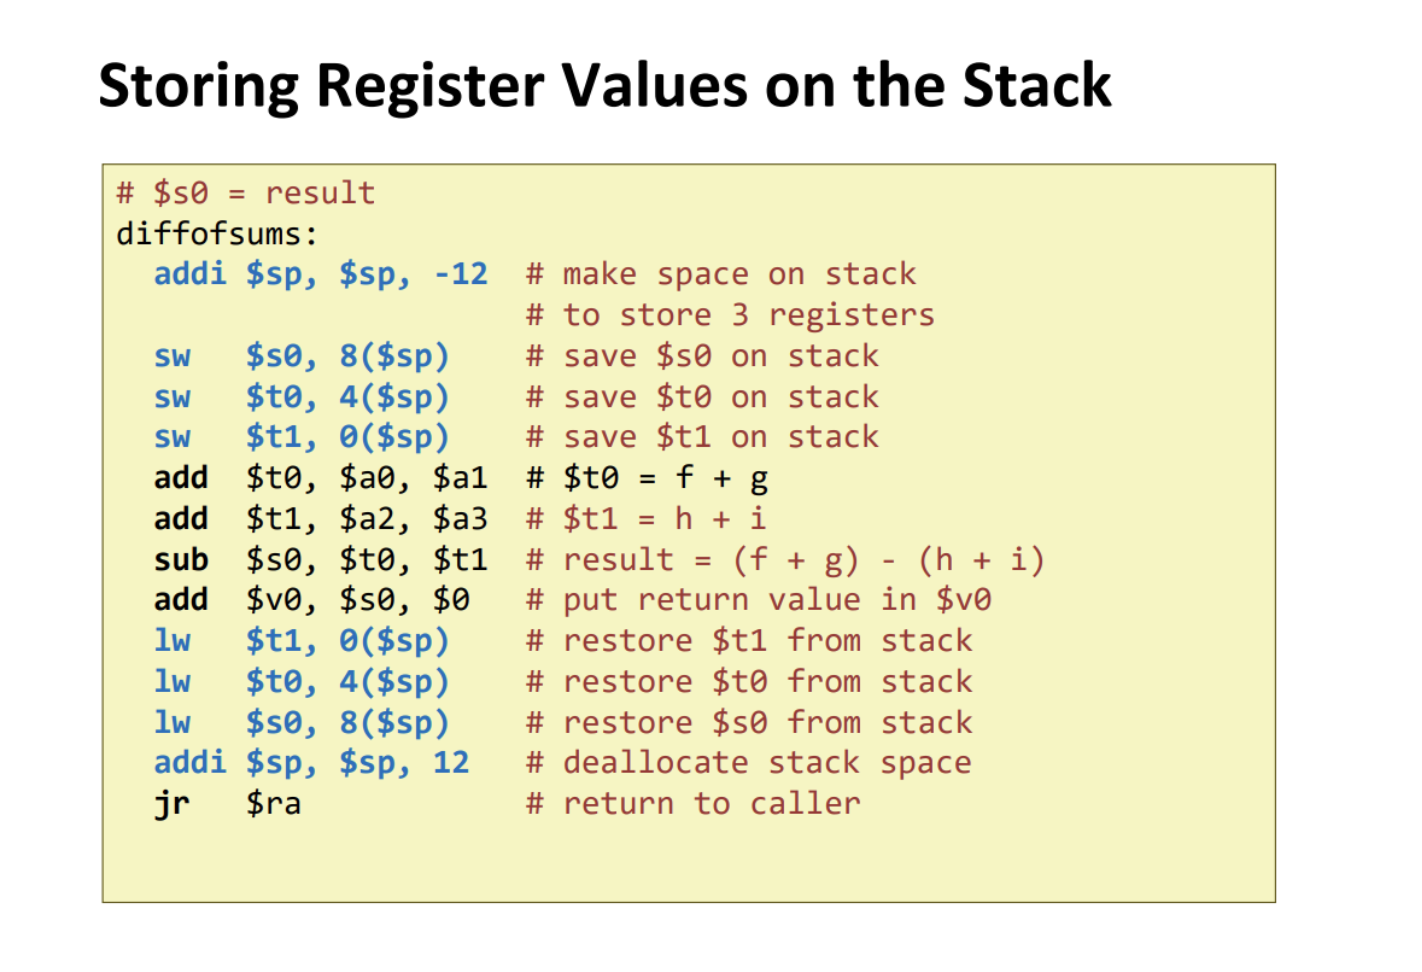 Storing Register Values on the Stack
# $s0 = result
diffofsums:
addi $sp, $sp, -12 # make space on stack
# to store 3 registers
sw $s0, 8($sp) # save $s0 on stack
sw $t0, 4($sp) # save $t0 on stack
sw $t1, 0($sp) # save $t1 on stack
add $t0, $a0, $a1 # $t0 = f + g
add $t1, $a2, $a3 # $t1 = h + i
sub $s0, $t0, $t1 # result = (f + g) - (h + i)
add $v0, $s0, $0 # put return value in $v0
lw $t1, 0($sp) # restore $t1 from stack
lw $t0, 4($sp) # restore $t0 from stack
lw $s0, 8($sp) # restore $s0 from stack
addi $sp, $sp, 12 # deallocate stack space
jr $ra # return to caller